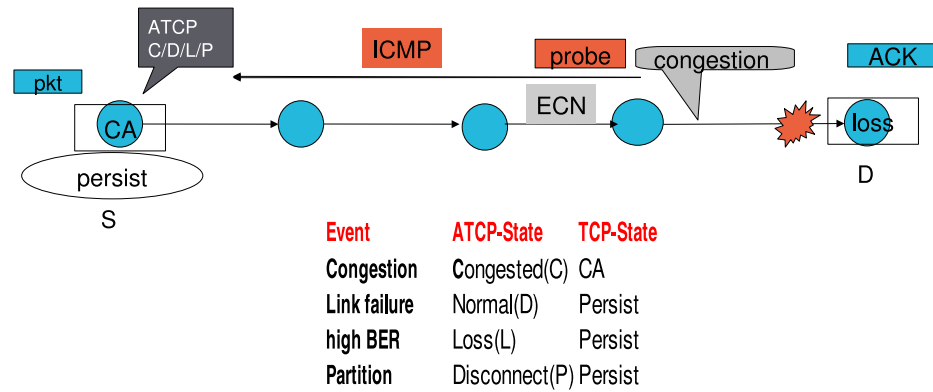 ATCP
C/D/L/P
ICMP
probe
congestion
ACK
pkt
ECN
CA
loss
persist
D
S
Event ATCP-State TCP-State
Congestion Congested(C) CA
Link failure Normal(D) Persist
high BER Loss(L) Persist
Partition Disconnect(P) Persist